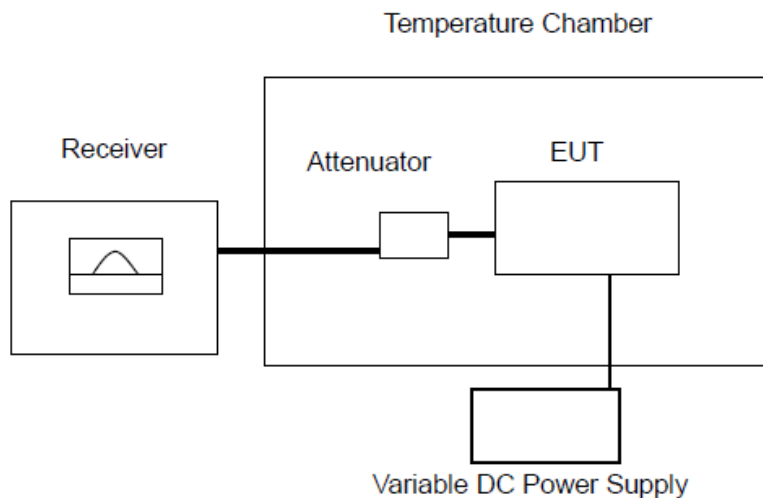 Temperature Chamber
Receiver
Attenuator
EUT
Variable DC Power Supply